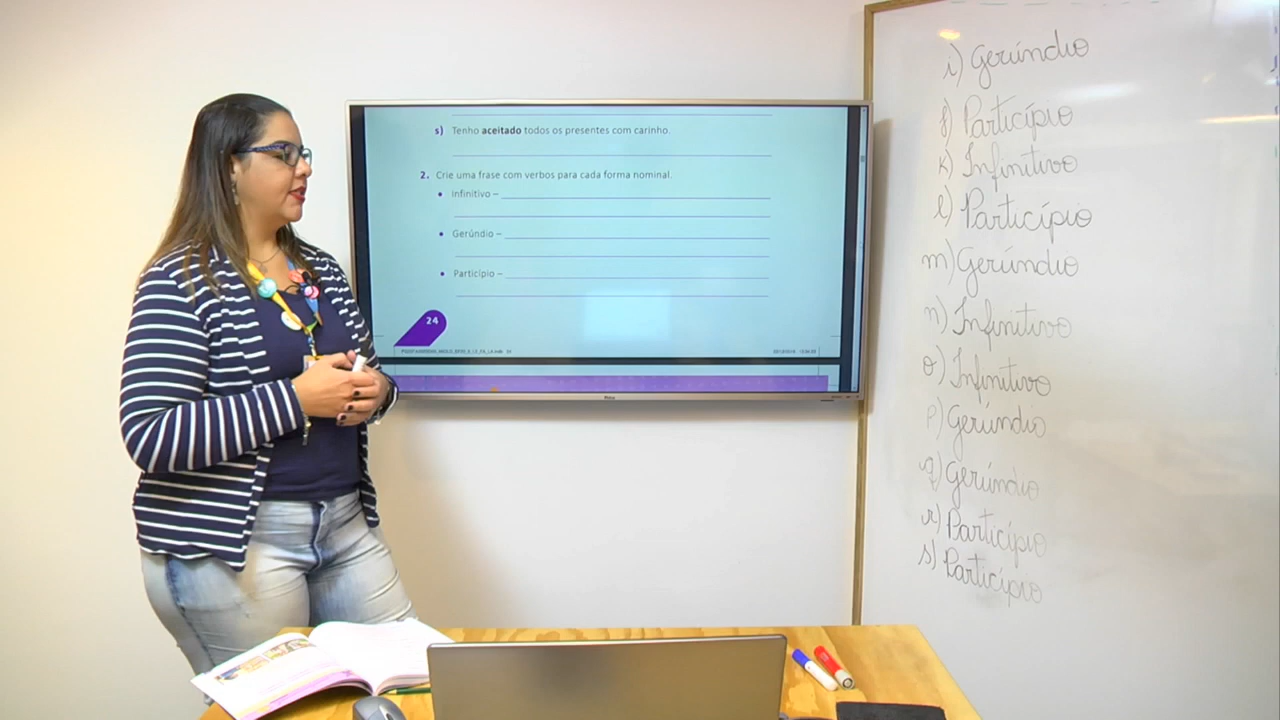 s) Tenho aceitado todos os presentes com carinho.
2. Crie uma frase com verbos para cada forma nominal.
• Infinitivo –
• Gerúndio –
• Particípio –
24
i) Gerúndio
j) Particípio
k) Infinitivo
l) Particípio
m) Gerúndio
n) Infinitivo
o) Infinitivo
p) Gerúndio
q) Gerúndio
r) Particípio
s) Particípio